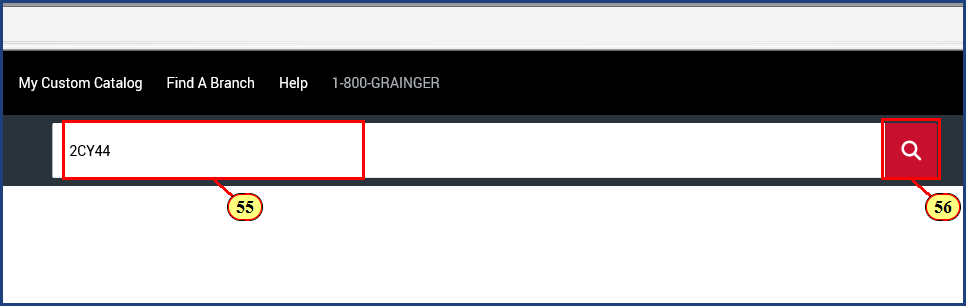 My Custom Catalog Find A Branch Help 1-800-GRAINGER
2CY44
55 56